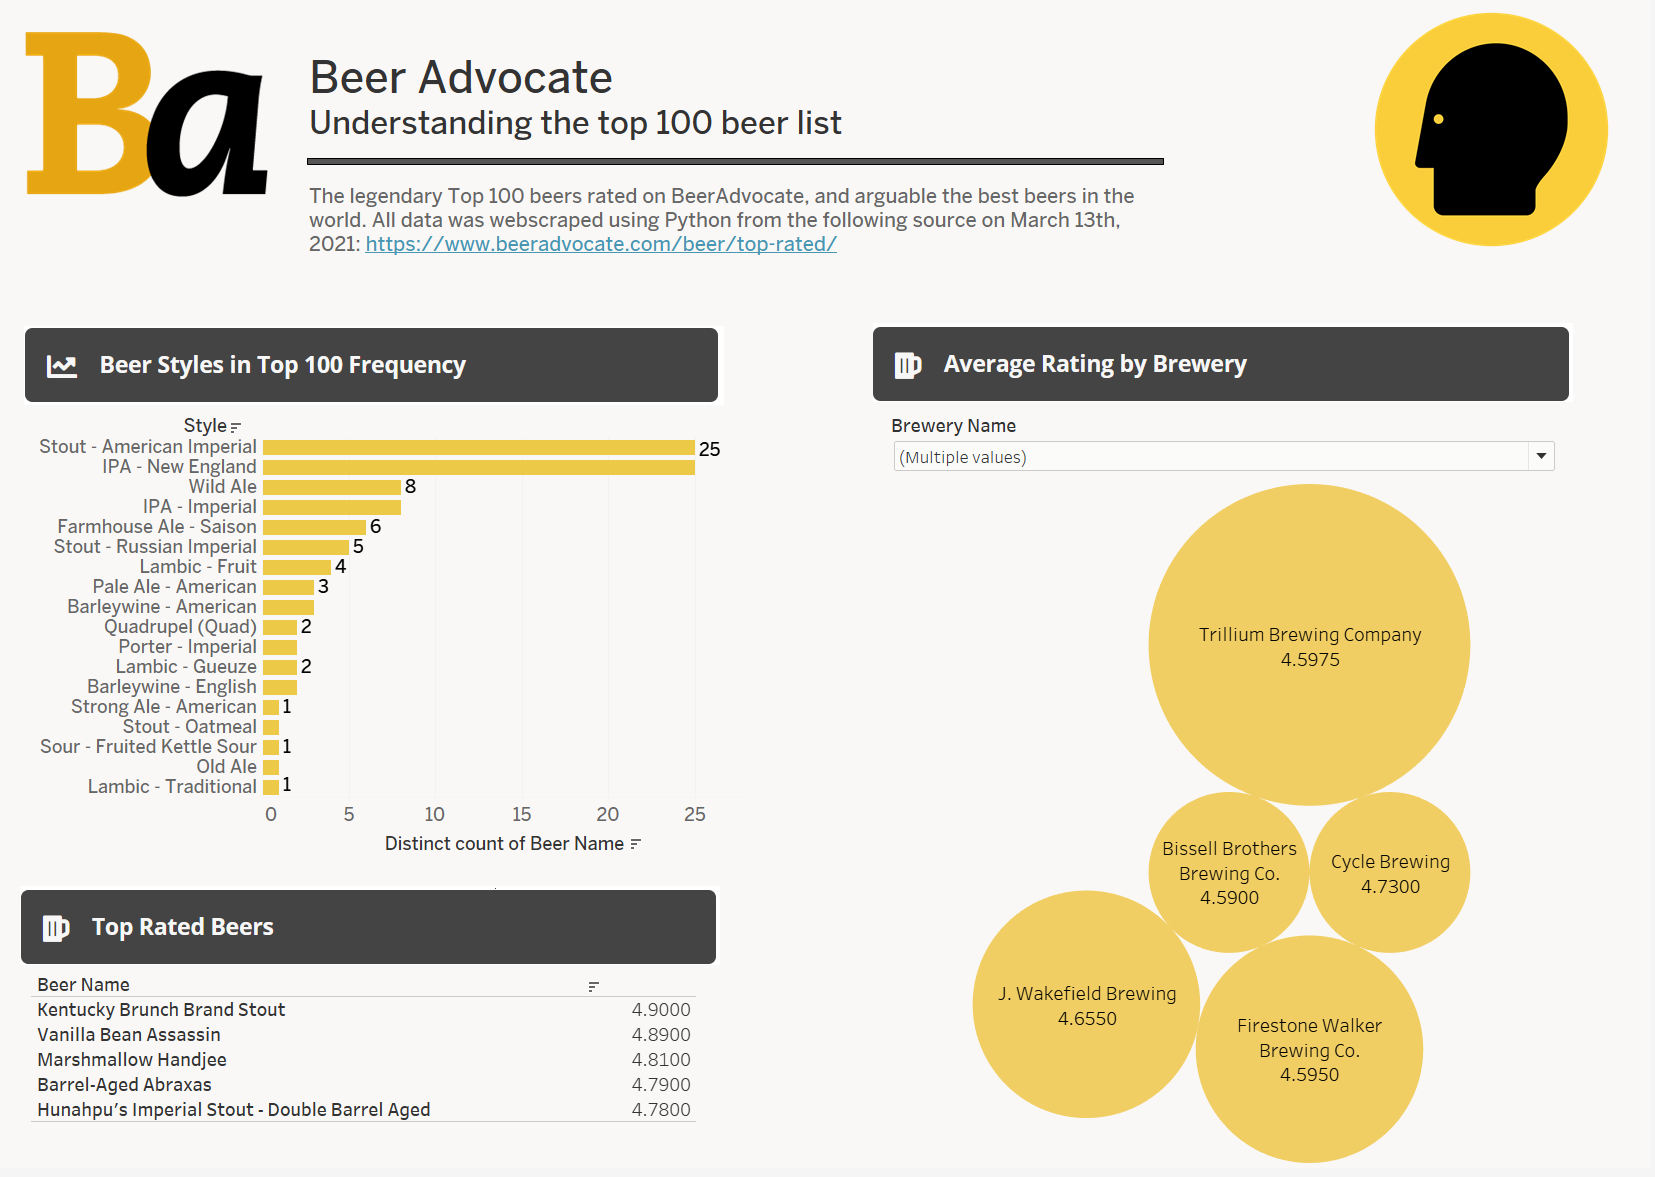 Ba
Beer Advocate
Understanding the top 100 beer list
The legendary Top 100 beers rated on BeerAdvocate, and arguable the best beers in the
world. All data was webscraped using Python from the following source on March 13th,
2021: https://www.beeradvocate.com/beer/top-rated/
Beer Styles in Top 100 Frequency
Style
Stout - American Imperial 25
IPA - New England
Wild Ale 8
IPA - Imperial
Farmhouse Ale - Saison 6
Stout - Russian Imperial 5
Lambic - Fruit 4
Pale Ale - American 3
Barleywine - American
Quadrupel (Quad) 2
Porter - Imperial
Lambic - Gueuze 2
Barleywine - English
Strong Ale - American 1
Stout - Oatmeal
Sour - Fruited Kettle Sour 1
Old Ale
Lambic - Traditional 1
0 5 10 15 20 25
Distinct count of Beer Name
Top Rated Beers
Beer Name
Kentucky Brunch Brand Stout 4.9000
Vanilla Bean Assassin 4.8900
Marshmallow Handjee 4.8100
Barrel-Aged Abraxas 4.7900
Hunahpu's Imperial Stout - Double Barrel Aged 4.7800
Average Rating by Brewery
Brewery Name
(Multiple values)
Trillium Brewing Company
4.5975
Bissell Brothers
Brewing Co.
4.5900
Cycle Brewing
4.7300
J. Wakefield Brewing
4.6550
Firestone Walker
Brewing Co.
4.5950